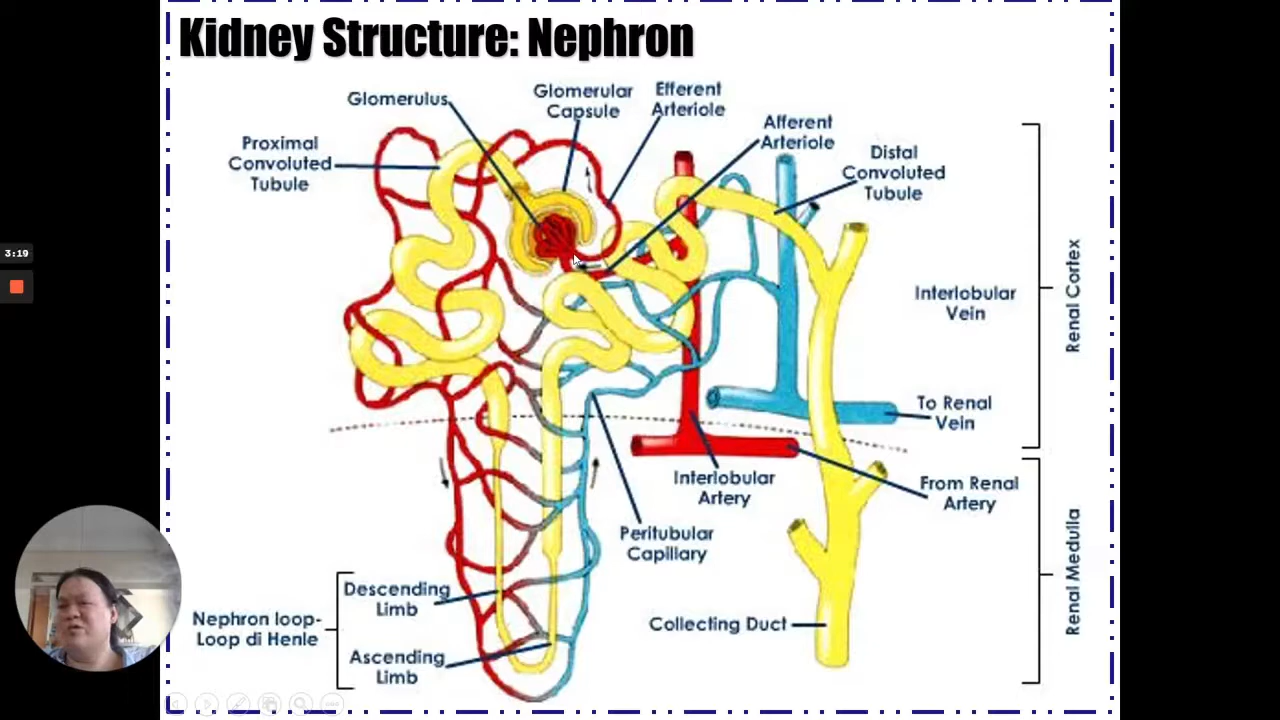 Kidney Structure: Nephron
Glomerulus
Glomerular
Capsule
Efferent
Arteriole
Afferent
Arteriole
Proximal
Convoluted
Tubule
Distal
Convoluted
Tubule
3:19
Interlobular
Vein
Renal Cortex
To Renal
Vein
Interlobular
Artery
From Renal
Artery
Peritubular
Capillary
Renal Medulla
Descending
Limb
Nephron loop-
Loop di Henle
Collecting Duct
Ascending
Limb